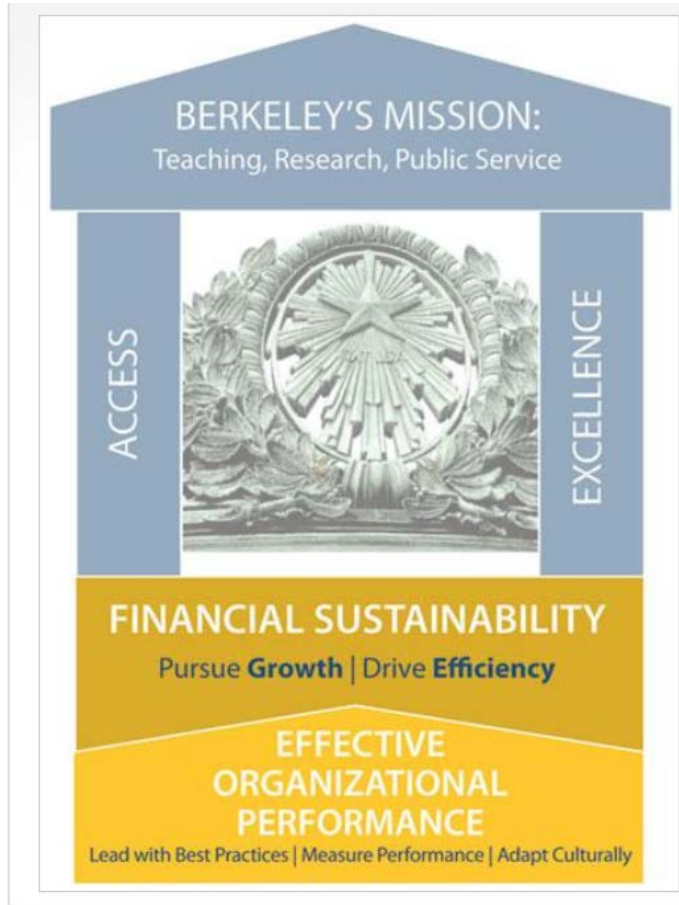 BERKELEY'S MISSION:
Teaching, Research, Public Service
ACCESS
EXCELLENCE
FINANCIAL SUSTAINABILITY
Pursue Growth | Drive Efficiency
EFFECTIVE
ORGANIZATIONAL
PERFORMANCE
Lead with Best Practices | Measure Performance | Adapt Culturally